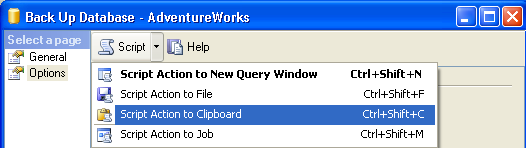 Back Up Database - AdventureWorks
Select a page
General
Options
Script Help
Script Action to New Query Window Ctrl+Shift+N
Script Action to File Ctrl+Shift+F
Script Action to Clipboard Ctrl+Shift+C
Script Action to Job Ctrl+Shift+M